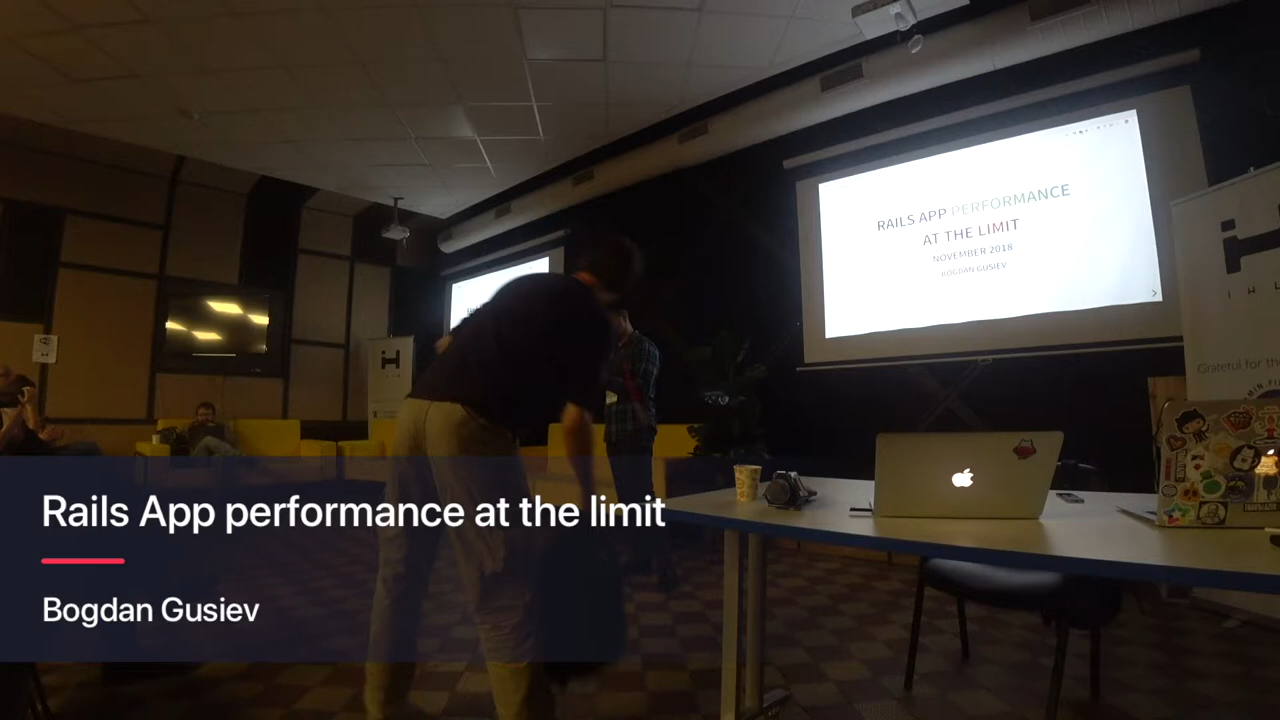 RAILS APP PERFORMANCE
AT THE LIMIT
NOVEMBER 2018
BOGDAN GUSIEV
Grateful for
Rails App performance at the limit
Bogdan Gusiev